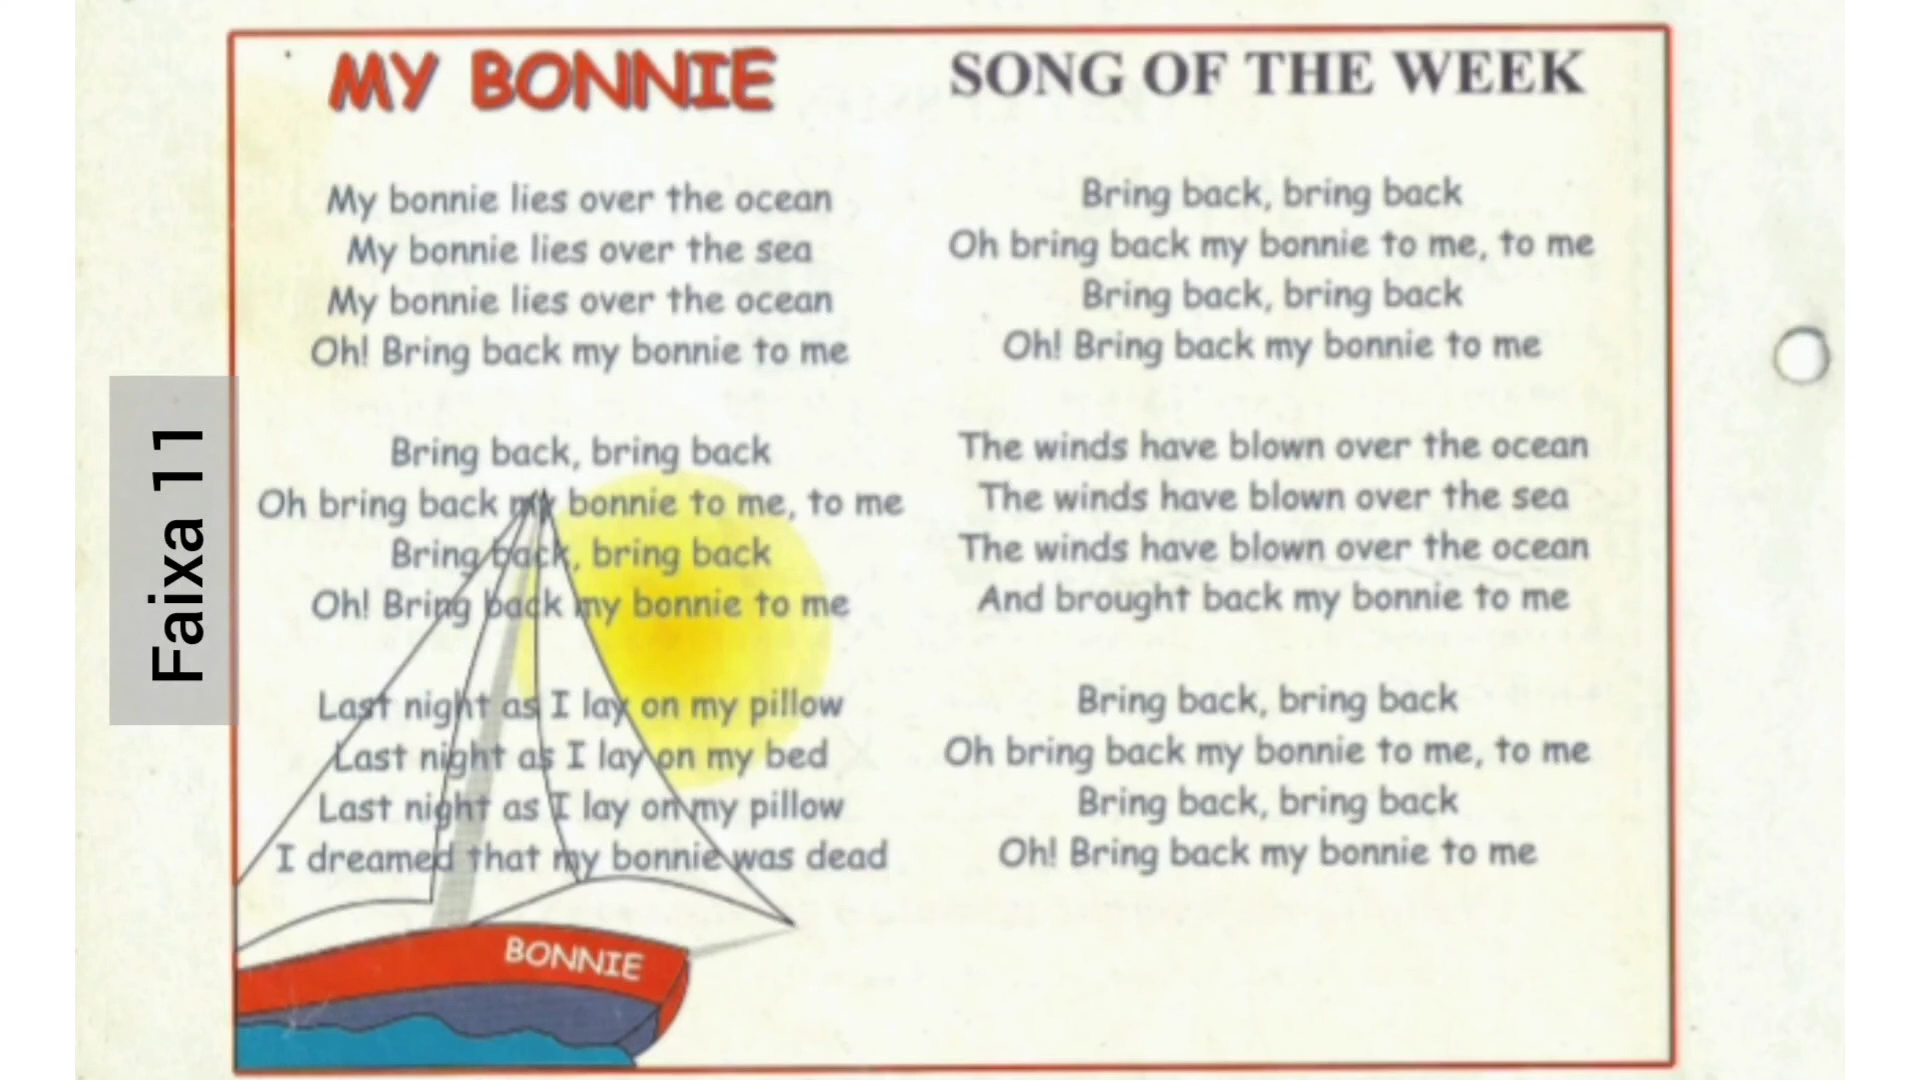 MY BONNIE
My bonnie lies over the ocean
My bonnie lies over the sea
My bonnie lies over the ocean
Oh! Bring back my bonnie to me
Bring back, bring back
Oh bring back my bonnie to me, to me
Bring back, bring back
Oh! Bring back my bonnie to me
Last night as I lay on my pillow
Last night as I lay on my bed
Last night as I lay on my pillow
I dreamed that my bonnie was dead
BONNIE
SONG OF THE WEEK
Bring back, bring back
Oh bring back my bonnie to me, to me
Bring back, bring back
Oh! Bring back my bonnie to me
The winds have blown over the ocean
The winds have blown over the sea
The winds have blown over the ocean
And brought back my bonnie to me
Bring back, bring back
Oh bring back my bonnie to me, to me
Bring back, bring back
Oh! Bring back my bonnie to me
Faixa 11